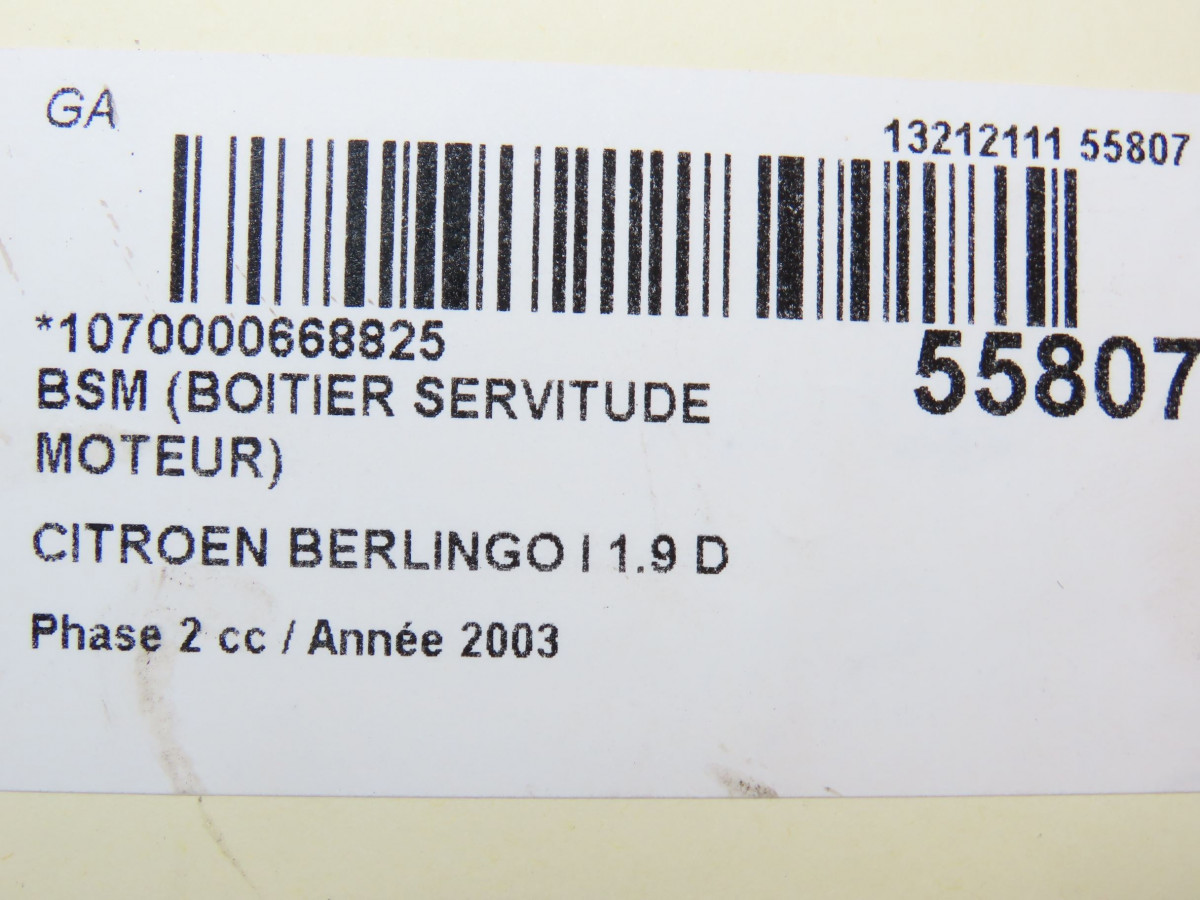 GA
13212111 55807
*1070000668825
55807
BSM (BOITIER SERVITUDE
MOTEUR)
CITROEN BERLINGO I 1.9 D
Phase 2 cc / Année 2003